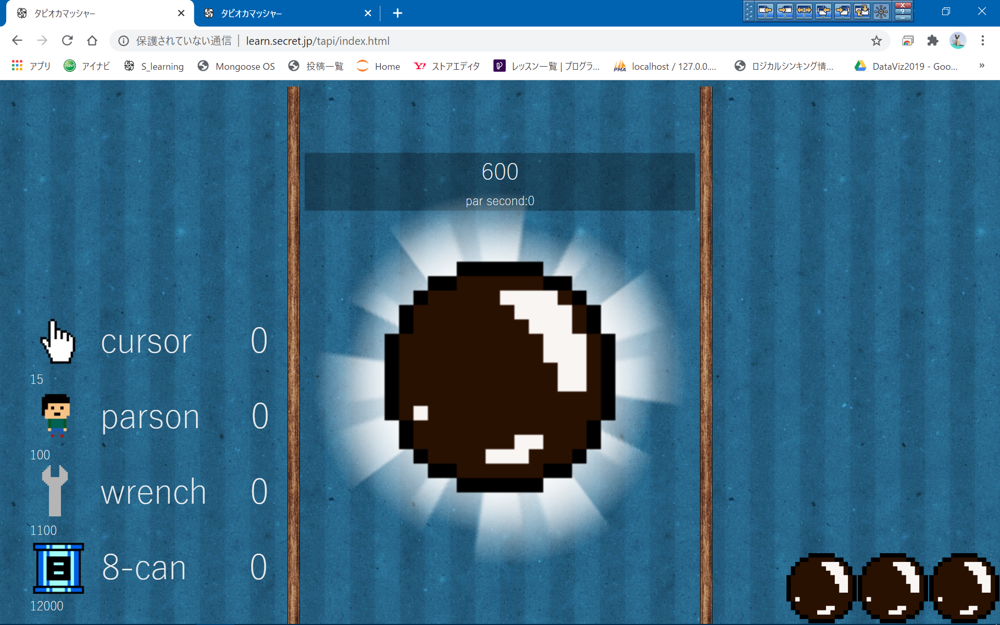 タピオカマッシャー
タピオカマッシャー
保護されていない通信 | learn.secret.jp/tapi/index.html
アプリ
nav!
アイナビ
S_learning
Mongoose OS
投稿一覧
Home
Y!
ストアエディタ
レッスン一覧 | プログラ...
PMA
localhost / 127.0.0....
ロジカルシンキング情...
DataViz2019 - Goo...
»
600
par second:0
cursor 0
15
parson 0
100
wrench 0
1100
8-can 0
12000